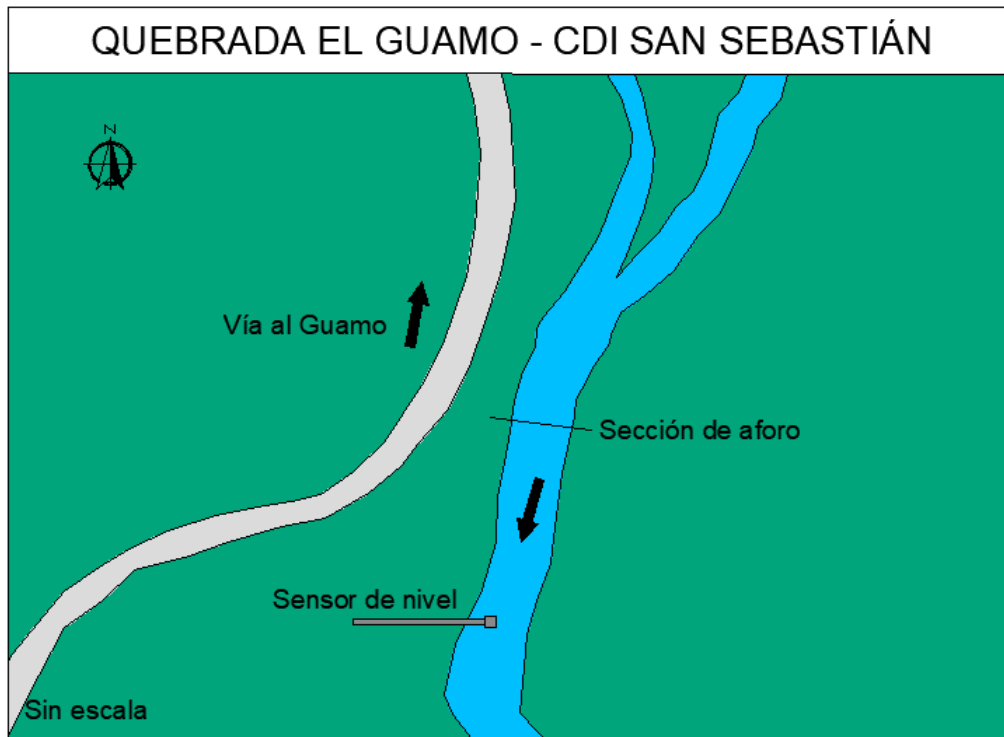 QUEBRADA EL GUAMO - CDI SAN SEBASTIÁN
N
Vía al Guamo
Sección de aforo
Sensor de nivel
Sin escala